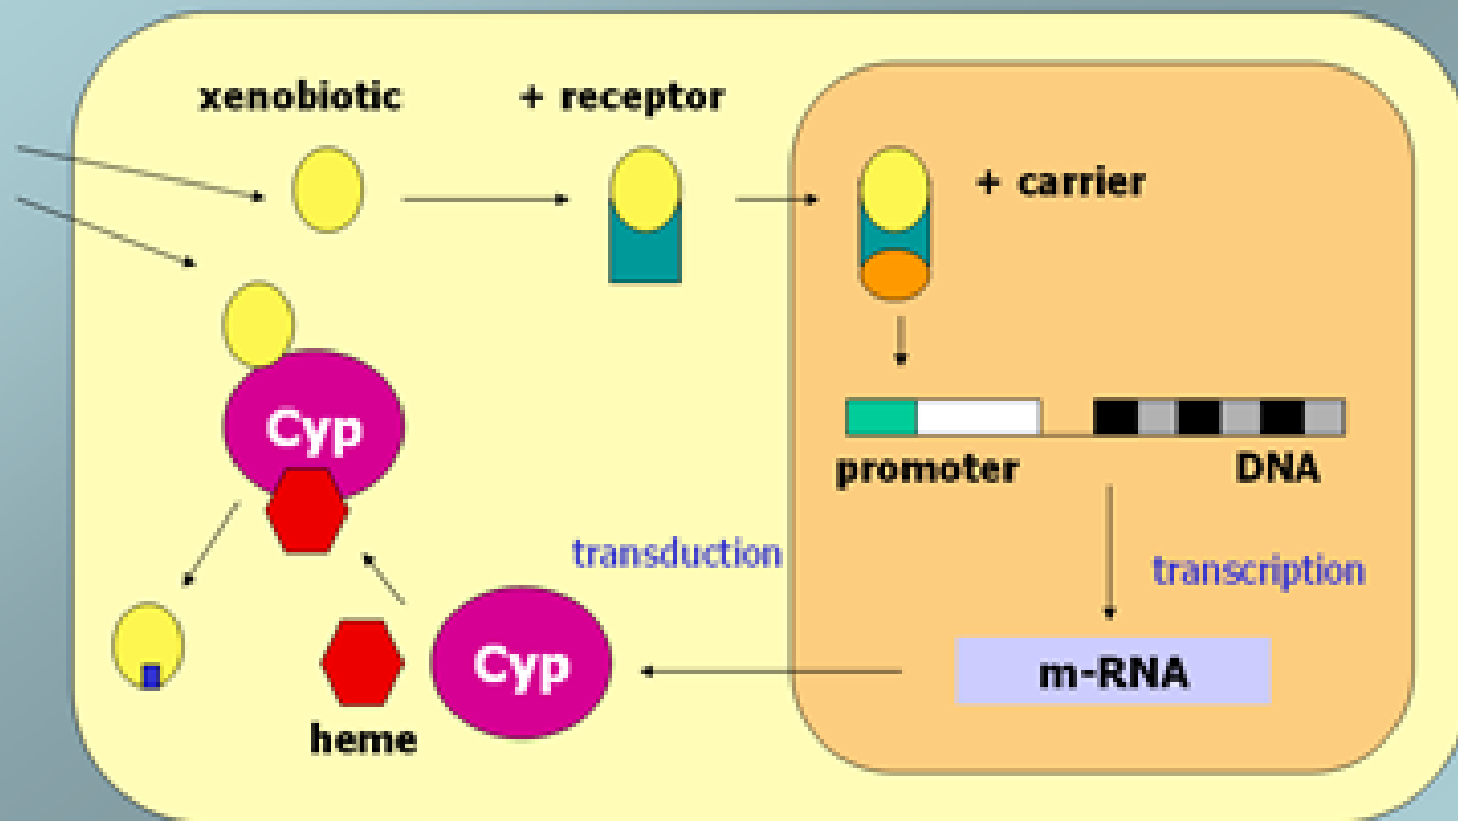 xenobiotic
+ receptor
+ carrier
Cyp
promoter
DNA
transduction
transcription
Cyp
m-RNA
heme